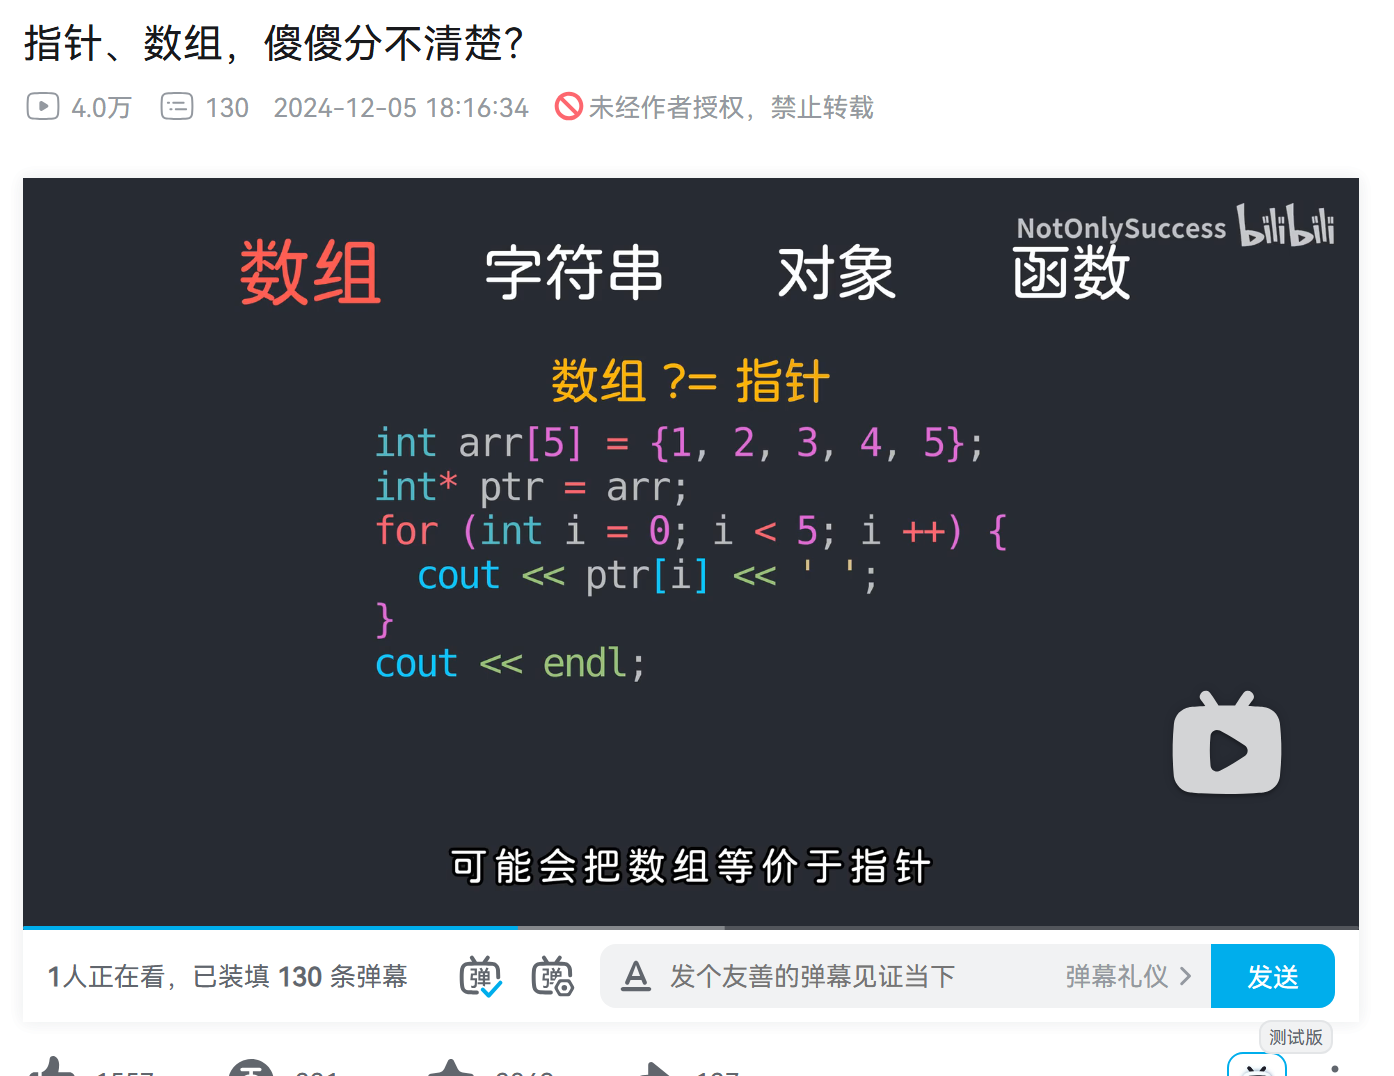 指针、数组，傻傻分不清楚？
4.0万 130 2024-12-05 18:16:34 未经作者授权，禁止转载
NotOnlySuccess bilibili
数组 字符串 对象 函数
数组 ?= 指针
int arr[5] = {1, 2, 3, 4, 5};
int* ptr = arr;
for (int i = 0; i < 5; i ++) {
cout << ptr[i] << ' ';
}
cout << endl;
可能会把数组等价于指针
1人正在看，已装填 130 条弹幕 弹 弹 A 发个友善的弹幕见证当下 弹幕礼仪 > 发送
测试版